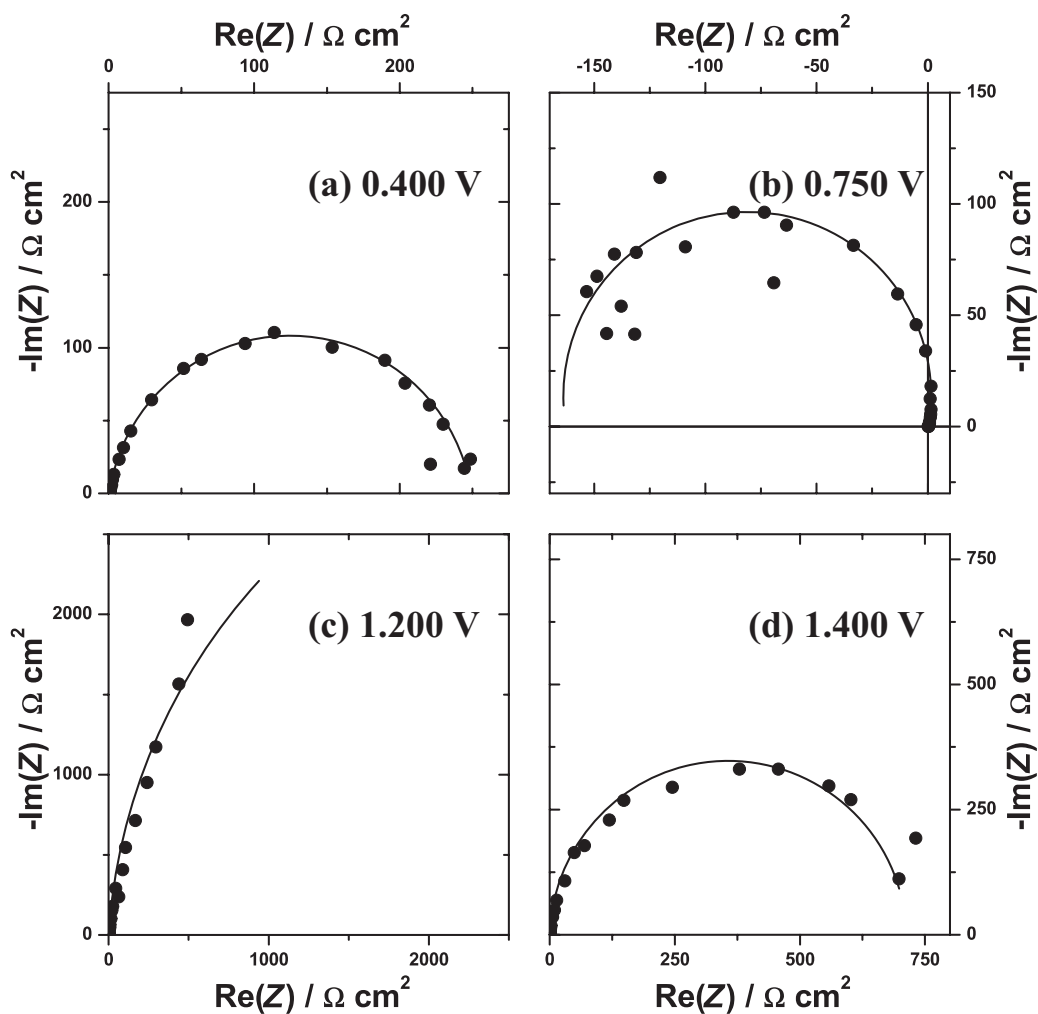 Re(Z) / Ω cm² Re(Z) / Ω cm²
0 100 200 -150 -100 -50 0
-Im(Z) / Ω cm²
200
100
0
(a) 0.400 V
(b) 0.750 V
150
100
50
0
-Im(Z) / Ω cm²
-Im(Z) / Ω cm²
2000
1000
0
(c) 1.200 V
(d) 1.400 V
750
500
250
0
-Im(Z) / Ω cm²
0 1000 2000 0 250 500 750
Re(Z) / Ω cm² Re(Z) / Ω cm²